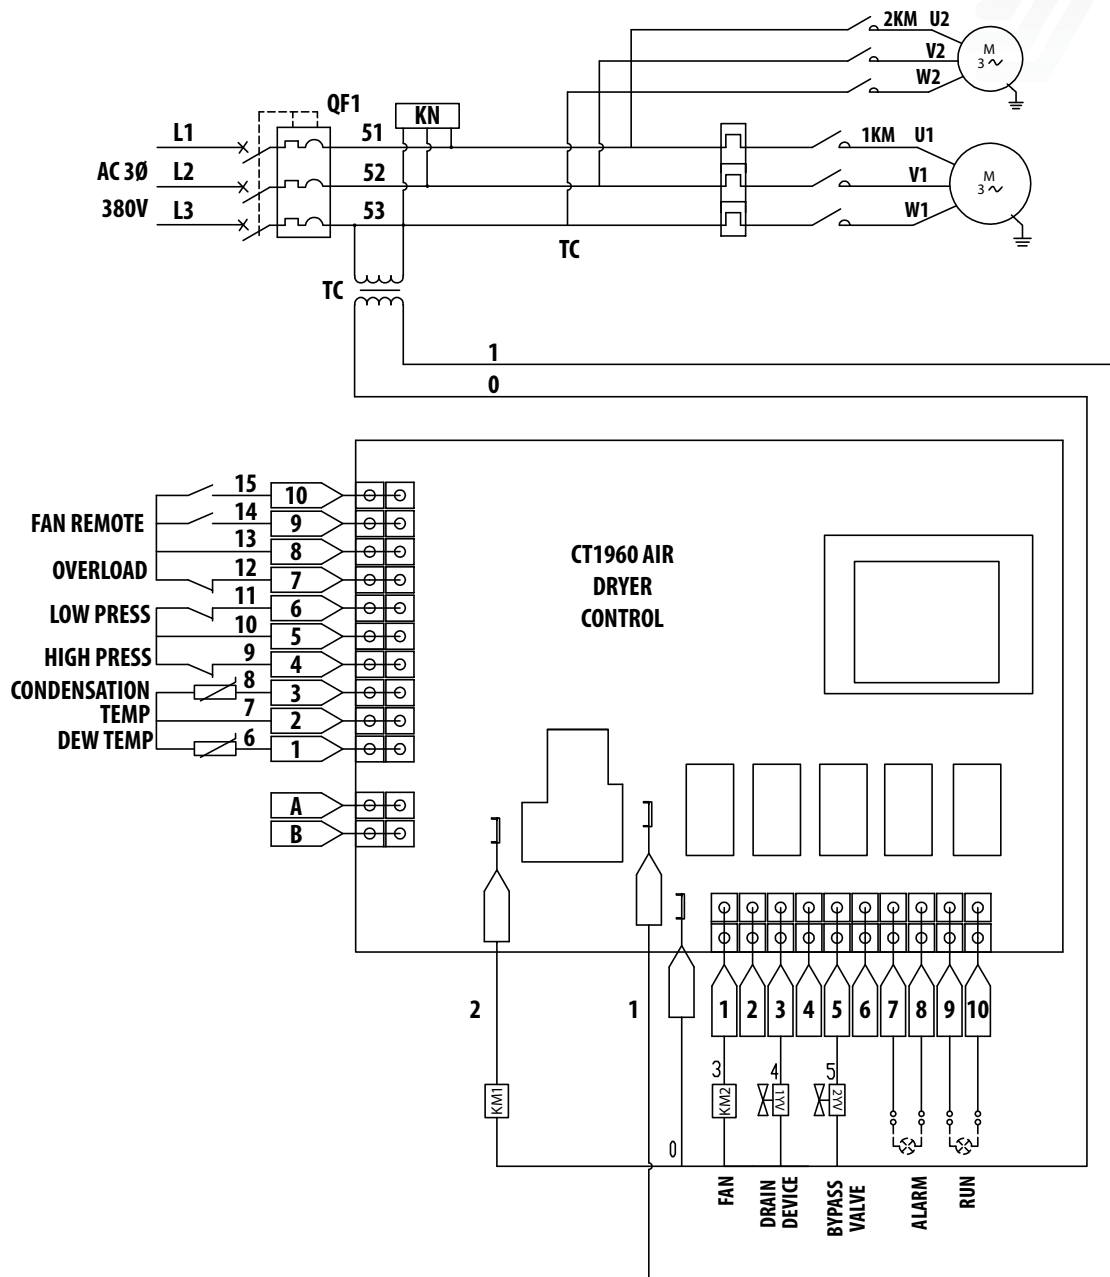 2KM U2
M
3~
V2
W2
QF1
KN
L1
51
1KM U1
AC 3Ø
L2
52
V1
M
3~
380V
L3
53
W1
TC
TC
1
0
15
10
FAN REMOTE
14
9
13
8
OVERLOAD
12
7
LOW PRESS
11
6
10
5
HIGH PRESS
9
4
CONDENSATION
TEMP
8
3
7
2
DEW TEMP
6
1
A
B
CT1960 AIR
DRYER
CONTROL
2
1
1 2 3 4 5 6 7 8 9 10
3
4
5
KM1
KM2
1YV
2YV
0
FAN
DRAIN
DEVICE
BYPASS
VALVE
ALARM
RUN